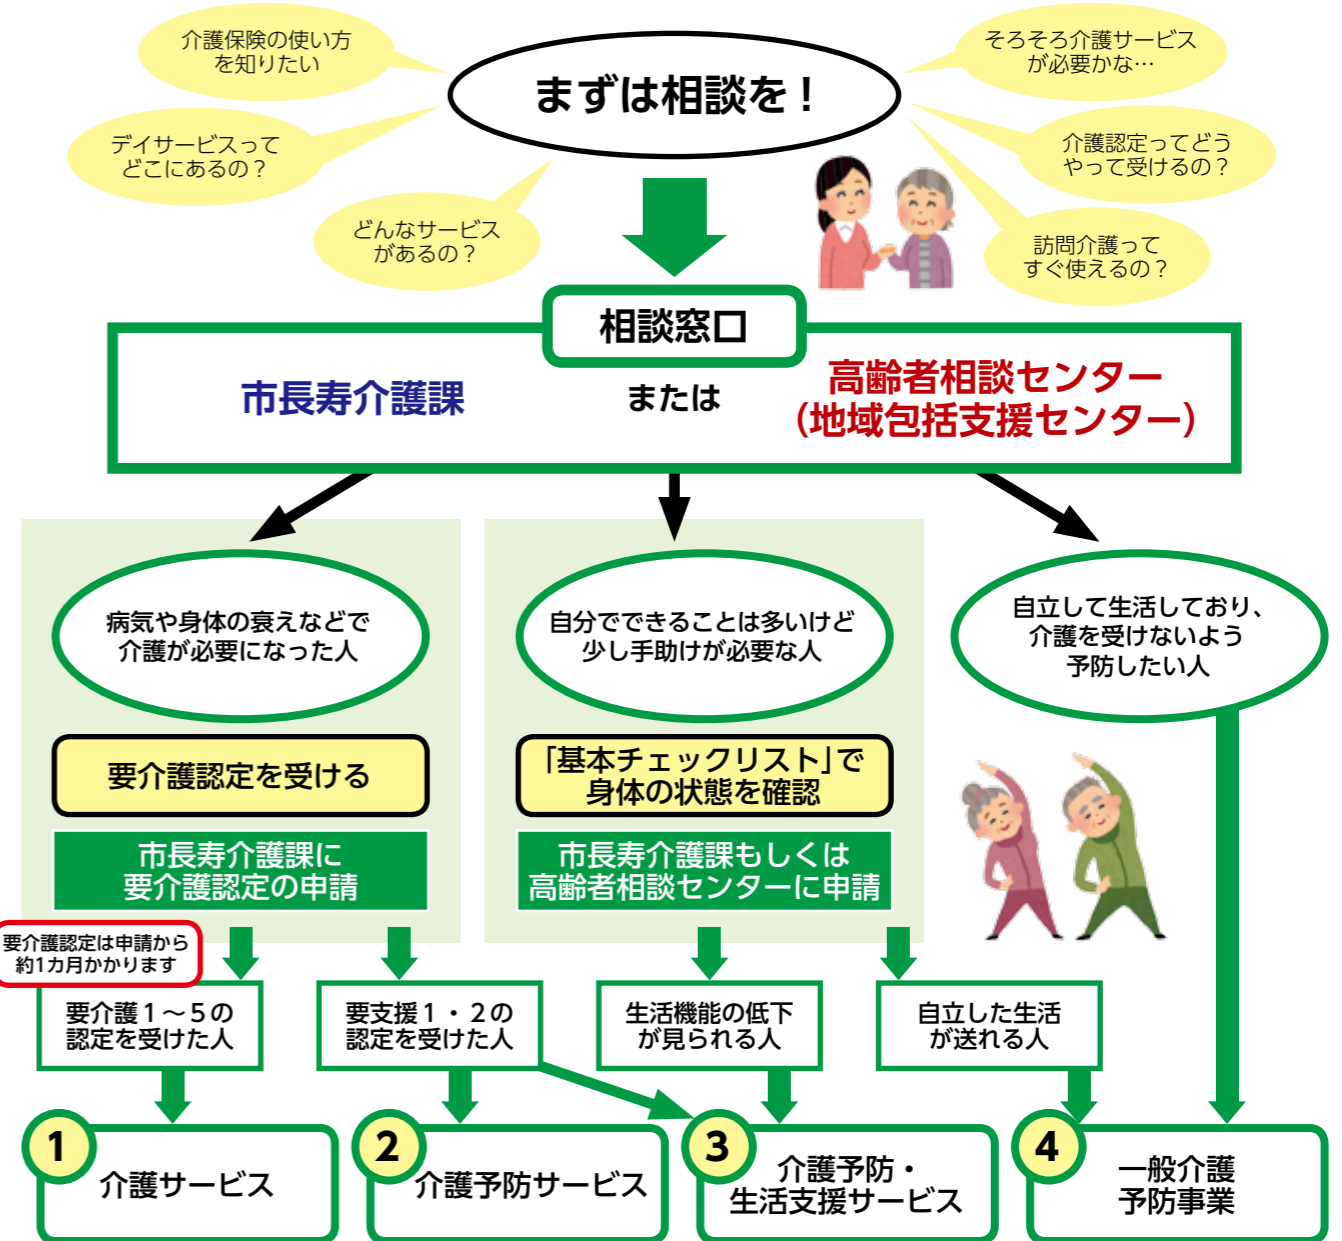 介護保険の使い方
を知りたい
まずは相談を！
そろそろ介護サービス
が必要かな…
デイサービスって
どこにあるの？
介護認定ってどう
やって受けるの？
どんなサービス
があるの？
訪問介護って
すぐ使えるの？
相談窓口
市長寿介護課
または
高齢者相談センター
（地域包括支援センター）
病気や身体の衰えなどで
介護が必要になった人
自分でできることは多いけど
少し手助けが必要な人
自立して生活しており、
介護を受けないよう
予防したい人
要介護認定を受ける
「基本チェックリスト」で
身体の状態を確認
市長寿介護課に
要介護認定の申請
市長寿介護課もしくは
高齢者相談センターに申請
要介護認定は申請から
約1カ月かかります
要介護１～５の
認定を受けた人
要支援１・２の
認定を受けた人
生活機能の低下
が見られる人
自立した生活
が送れる人
1
介護サービス
2
介護予防サービス
3
介護予防・
生活支援サービス
4
一般介護
予防事業